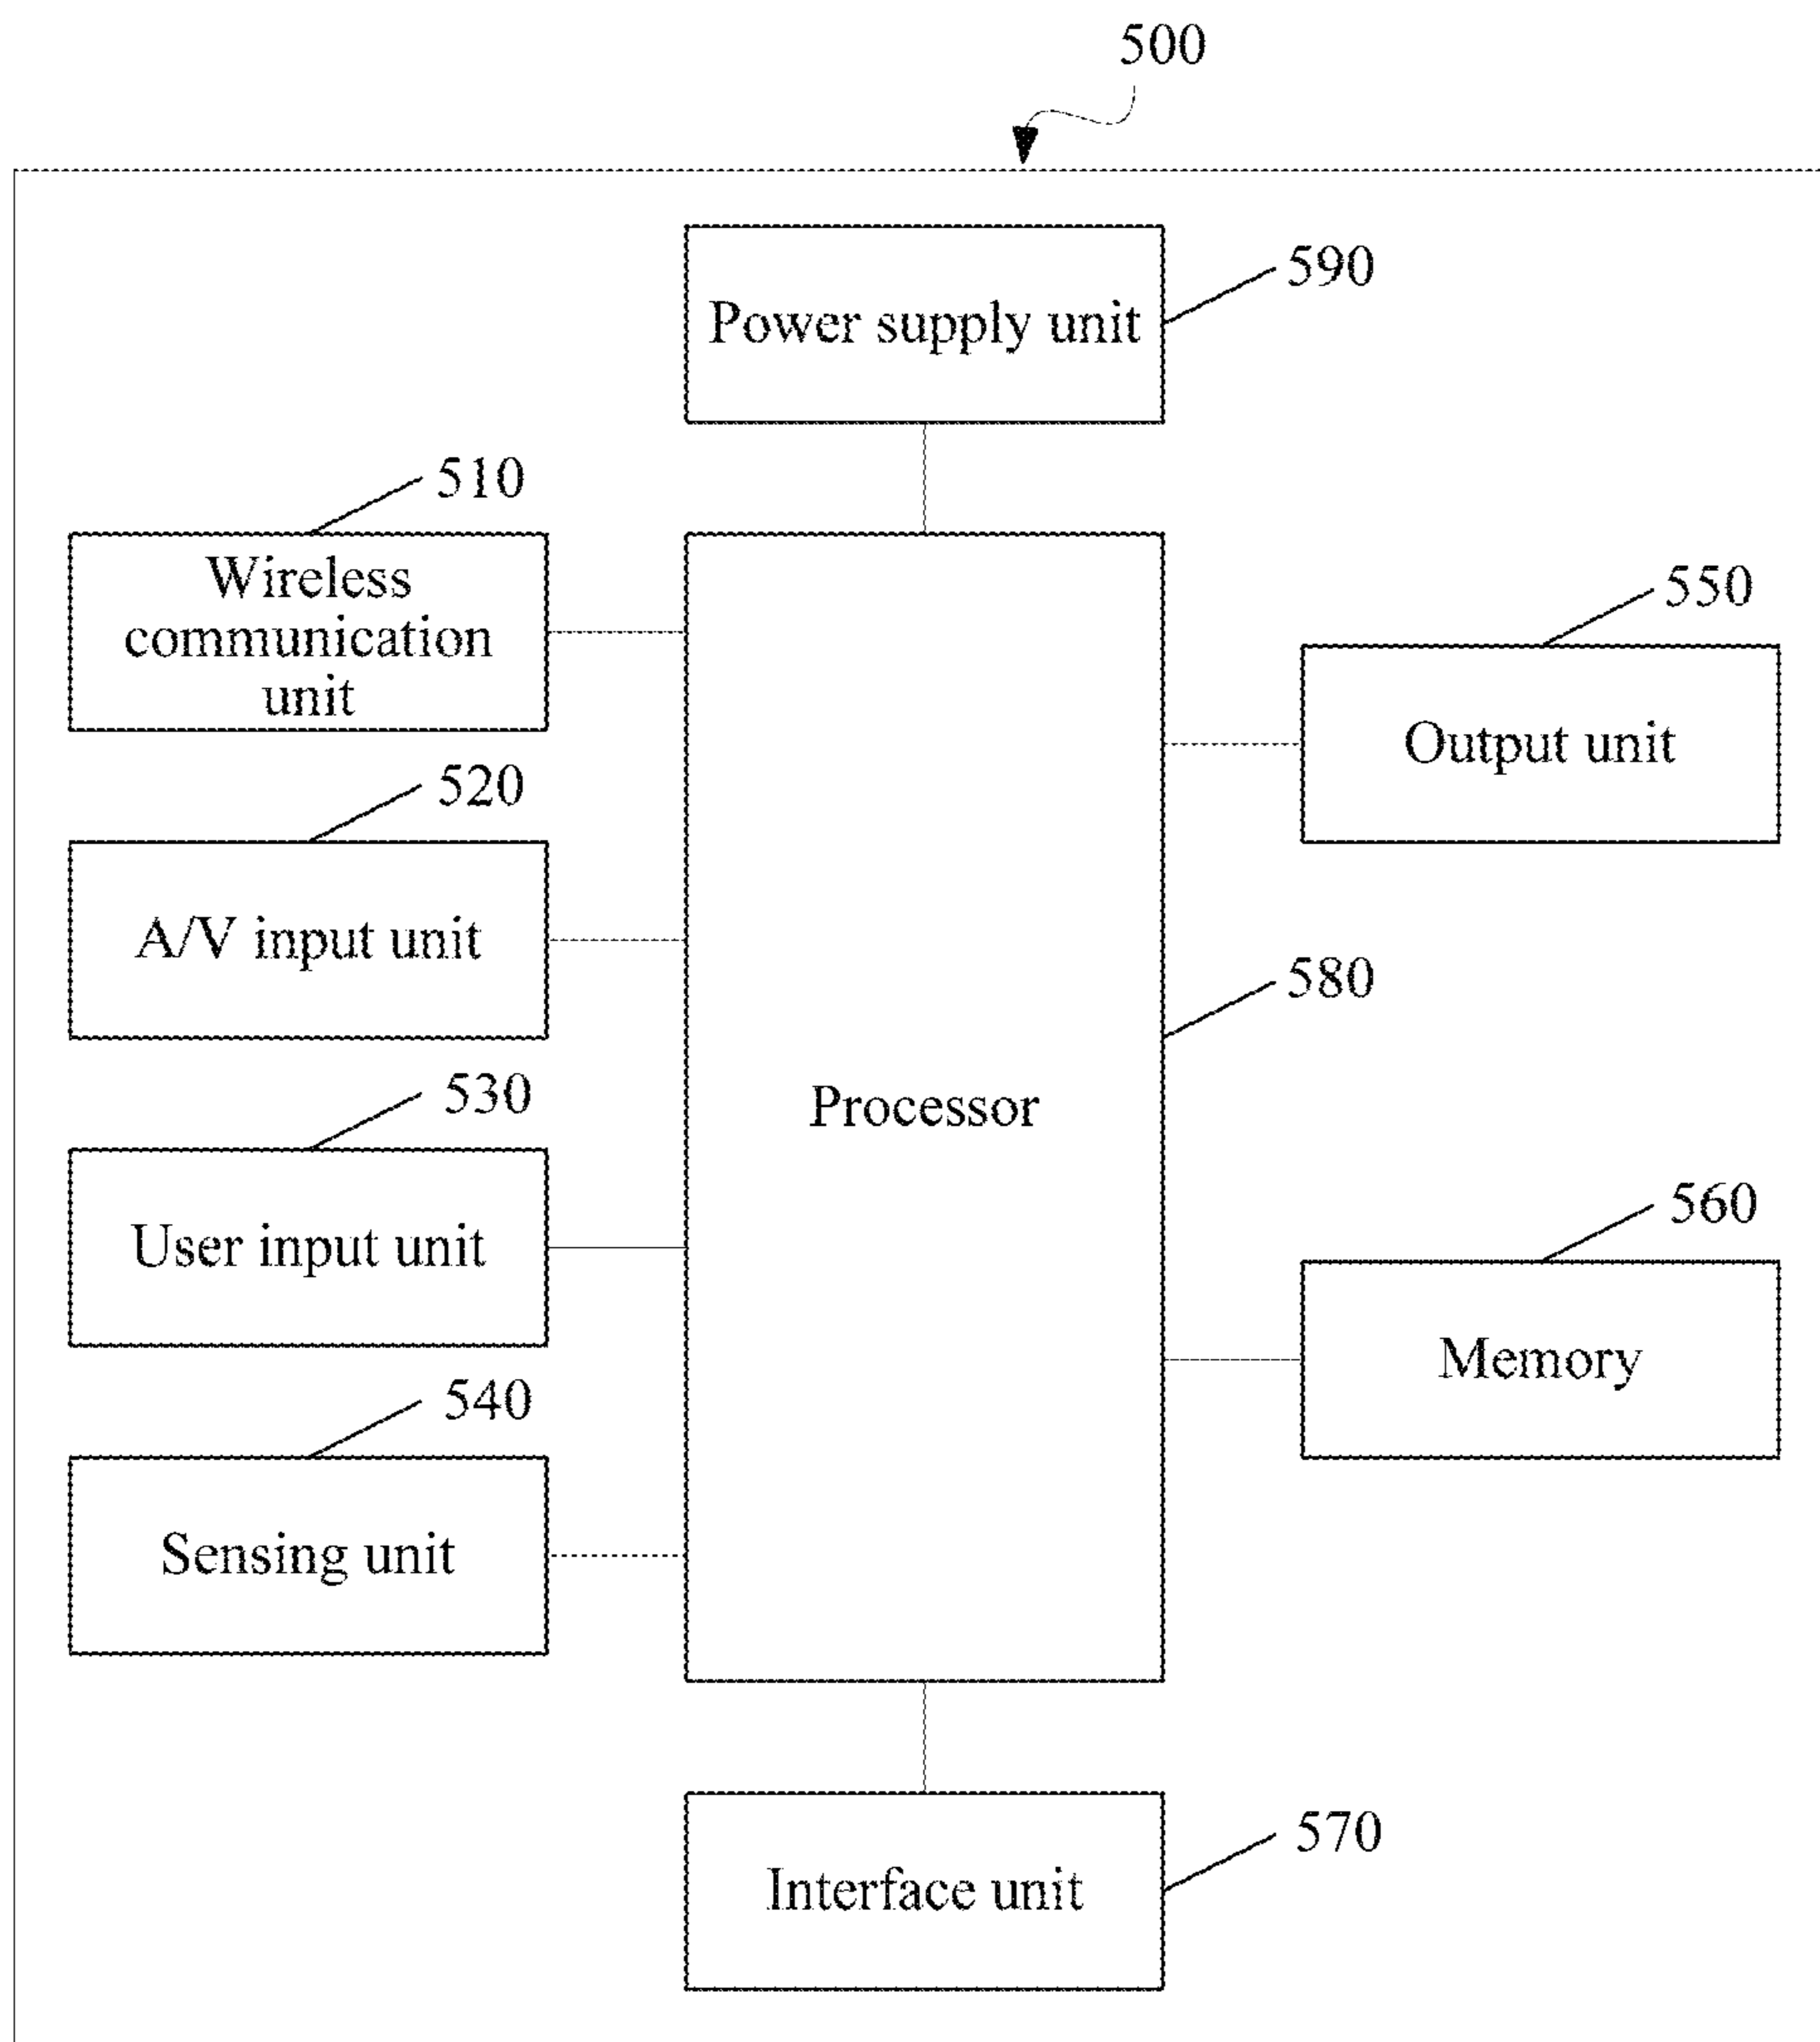 500
590
Power supply unit
510
Wireless
communication
unit
550
Output unit
520
A/V input unit
580
Processor
530
User input unit
560
Memory
540
Sensing unit
570
Interface unit